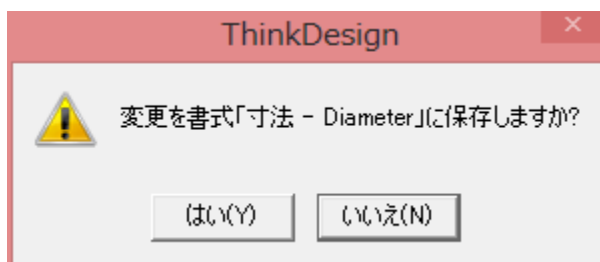 ThinkDesign
変更を書式「寸法 - Diameter」に保存しますか?
はい(Y)
いいえ(N)